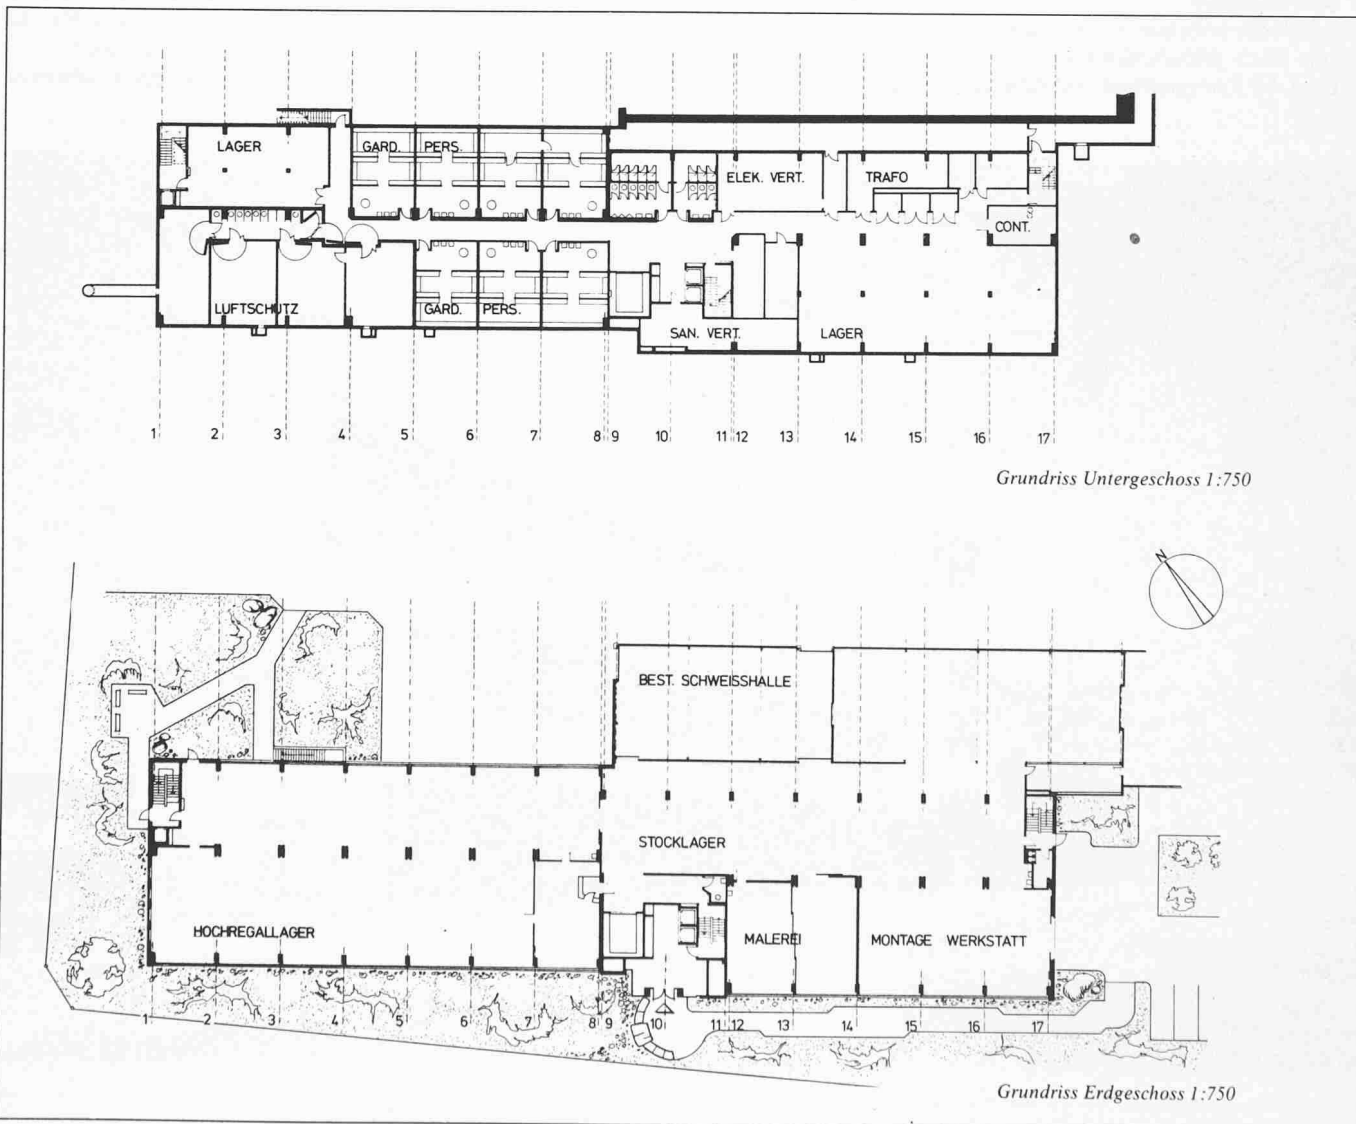 LAGER
GARD. PERS.
ELEK. VERT.
TRAFO
CONT.
LUFTSCHUTZ
GARD. PERS.
SAN. VERT.
LAGER
1 2 3 4 5 6 7 8 9 10 11 12 13 14 15 16 17
Grundriss Untergeschoss 1:750
N
BEST. SCHWEISSHALLE
STOCKLAGER
HOCHREGALLAGER
MALEREI
MONTAGE WERKSTATT
1 2 3 4 5 6 7 8 9 10 11 12 13 14 15 16 17
Grundriss Erdgeschoss 1:750